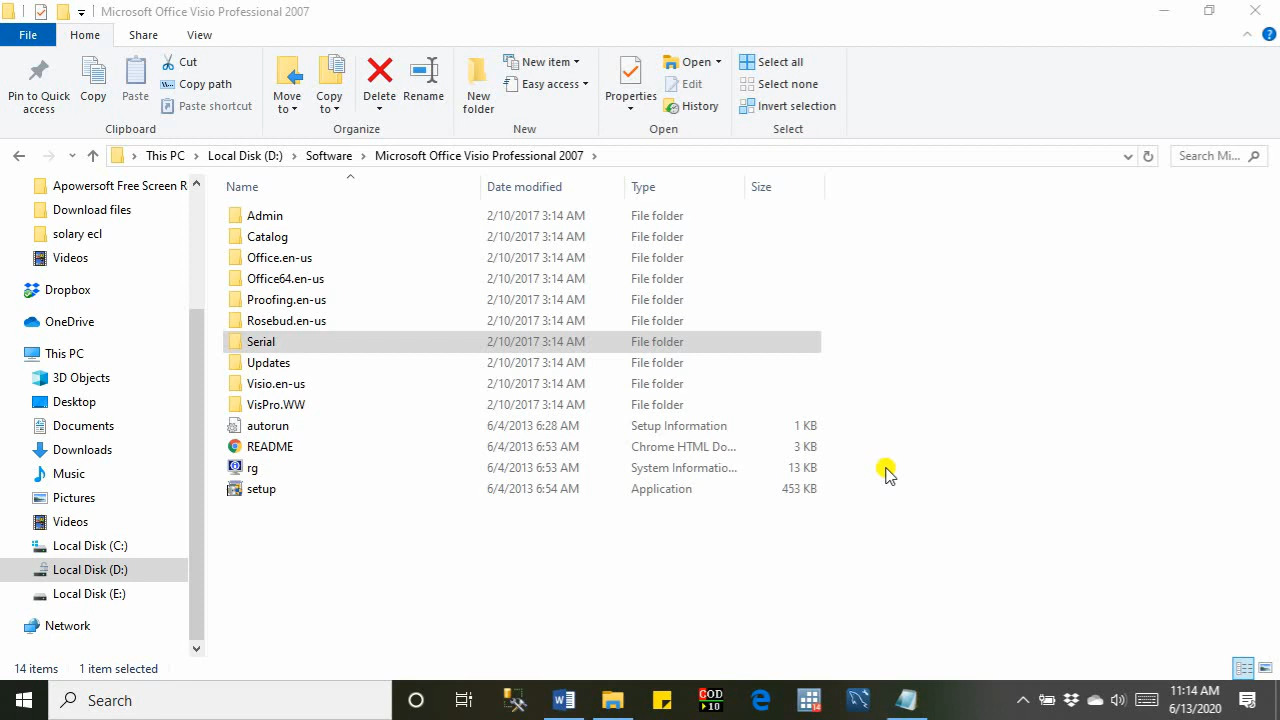 Microsoft Office Visio Professional 2007
File Home Share View
Pin to Quick access
Copy
Paste
Cut
Copy path
Paste shortcut
Clipboard
Move to
Copy to
Delete
Rename
Organize
New folder
New item
Easy access
New
Properties
Open
Edit
History
Open
Select all
Select none
Invert selection
Select
This PC Local Disk (D:) Software Microsoft Office Visio Professional 2007
Search Mi...
Apowersoft Free Screen R
Download files
solary ecl
Videos
Dropbox
OneDrive
This PC
3D Objects
Desktop
Documents
Downloads
Music
Pictures
Videos
Local Disk (C:)
Local Disk (D:)
Local Disk (E:)
Network
Name Date modified Type Size
Admin 2/10/2017 3:14 AM File folder
Catalog 2/10/2017 3:14 AM File folder
Office.en-us 2/10/2017 3:14 AM File folder
Office64.en-us 2/10/2017 3:14 AM File folder
Proofing.en-us 2/10/2017 3:14 AM File folder
Rosebud.en-us 2/10/2017 3:14 AM File folder
Serial 2/10/2017 3:14 AM File folder
Updates 2/10/2017 3:14 AM File folder
Visio.en-us 2/10/2017 3:14 AM File folder
VisPro.WW 2/10/2017 3:14 AM File folder
autorun 6/4/2013 6:28 AM Setup Information 1 KB
README 6/4/2013 6:53 AM Chrome HTML Do... 3 KB
rg 6/4/2013 6:53 AM System Informatio... 13 KB
setup 6/4/2013 6:54 AM Application 453 KB
14 items 1 item selected
Search
GOD
10
14
11:14 AM
6/13/2020